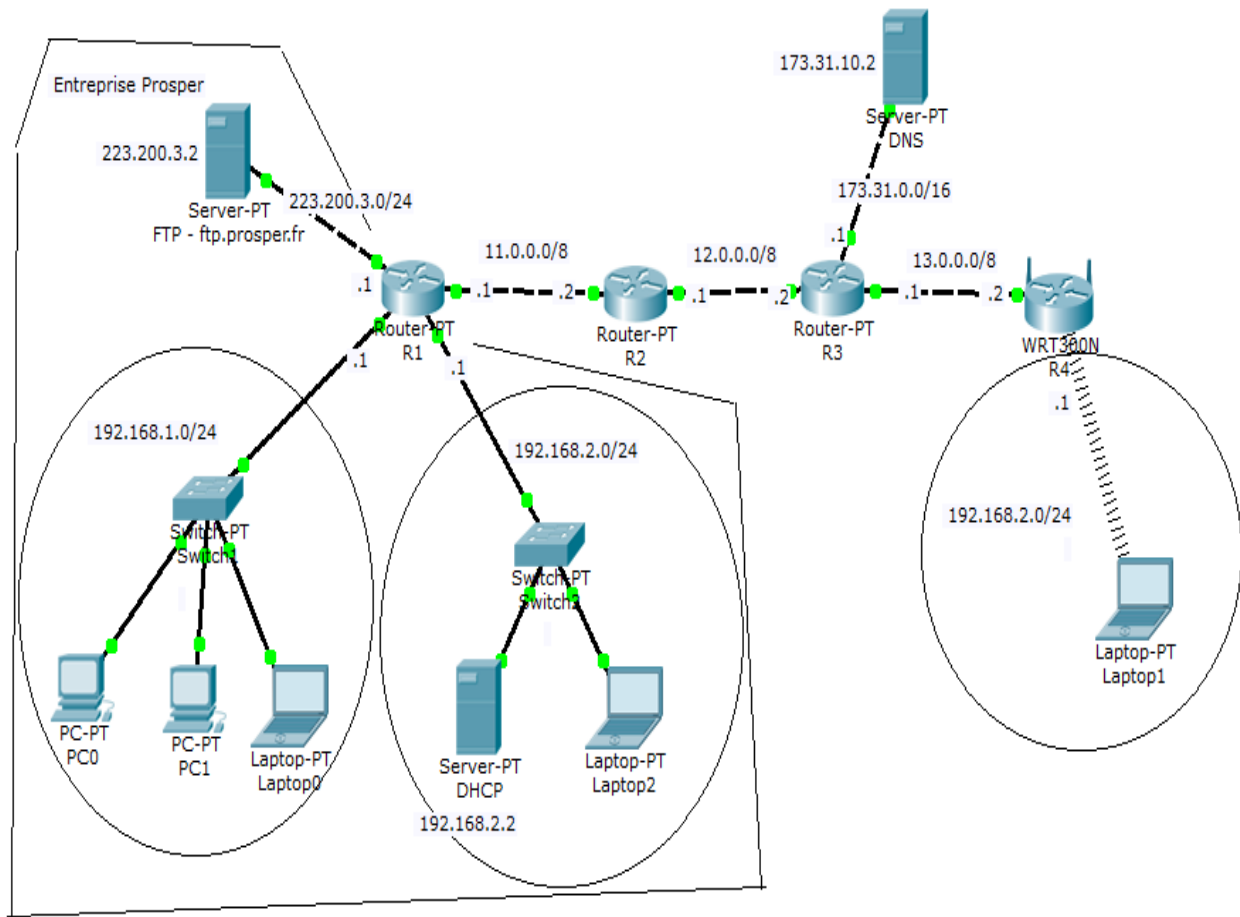 173.31.10.2
Server-PT
DNS
Entreprise Prosper
223.200.3.2
223.200.3.0/24
Server-PT
FTP - ftp.prosper.fr
173.31.0.0/16
.1
11.0.0.0/8
12.0.0.0/8
13.0.0.0/8
.1
.1
.2
.1
.2
.1
.2
Router-PT
R1
Router-PT
R2
Router-PT
R3
WRT300N
R4
.1
.1
.1
192.168.1.0/24
192.168.2.0/24
192.168.2.0/24
Switch-PT
Switch1
Switch-PT
Switch2
PC-PT
PC0
PC-PT
PC1
Laptop-PT
Laptop0
Server-PT
DHCP
192.168.2.2
Laptop-PT
Laptop2
Laptop-PT
Laptop1